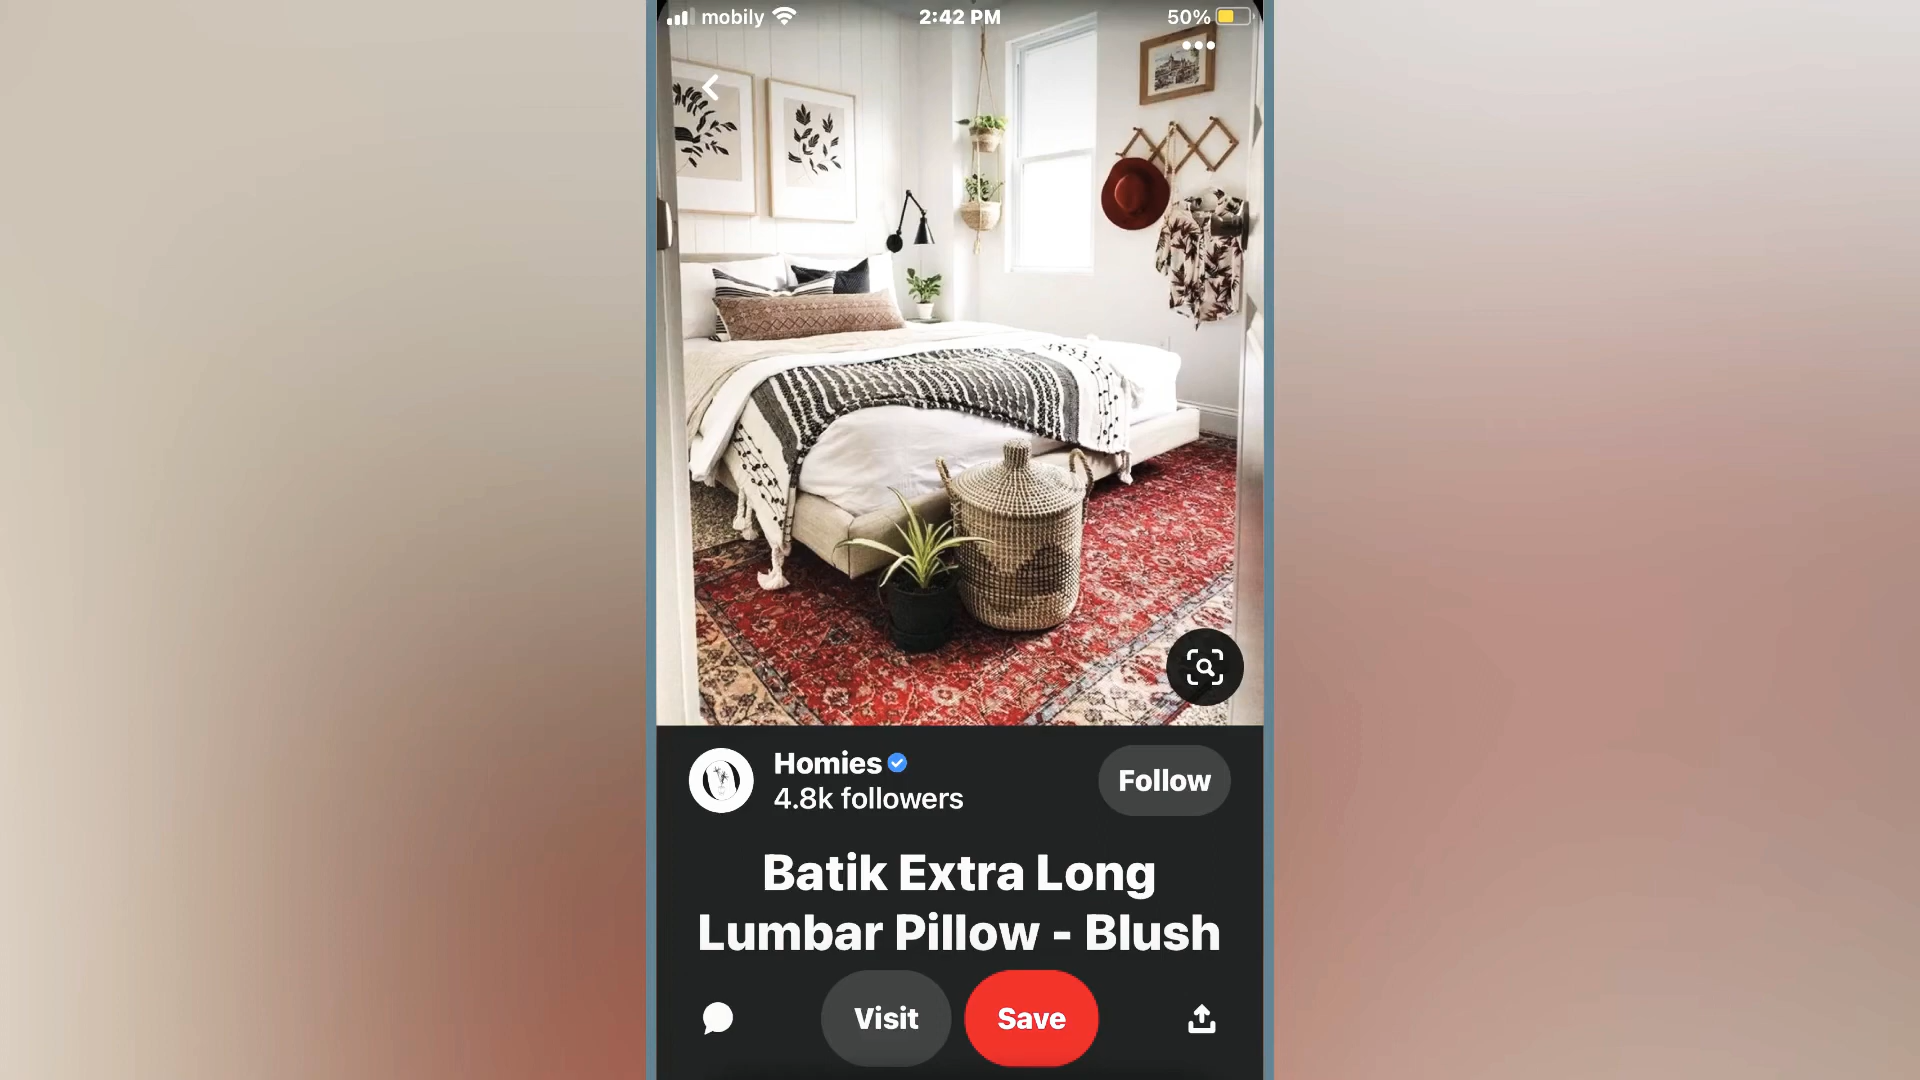 mobily
2:42 PM
50%
Homies
4.8k followers
Follow
Batik Extra Long
Lumbar Pillow - Blush
Visit
Save